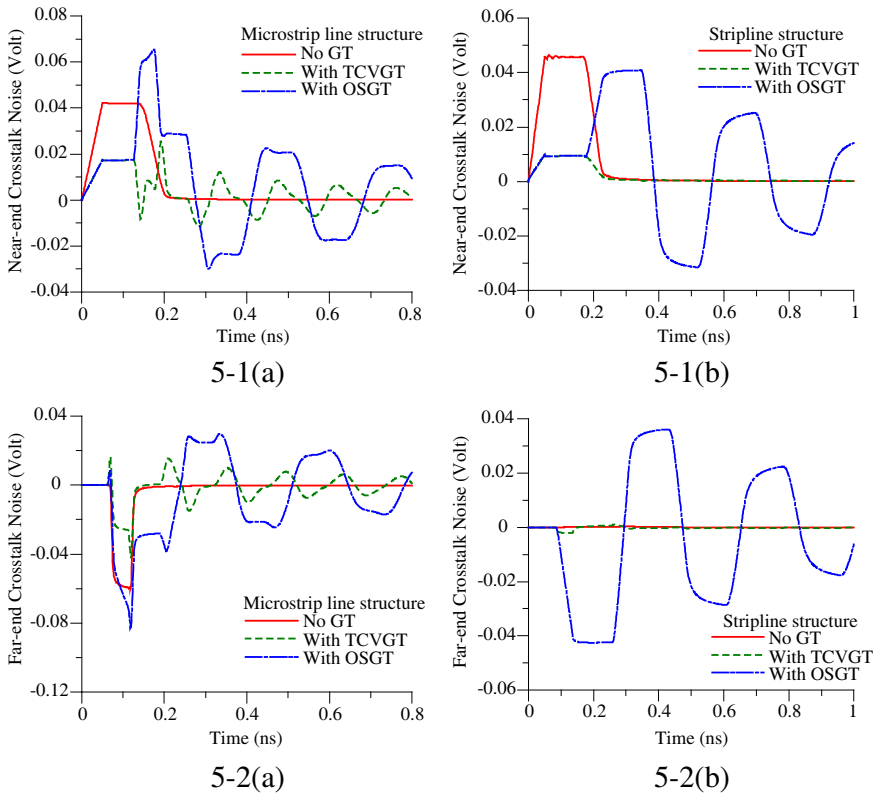 Near-end Crosstalk Noise (Volt)
0.08
0.06
0.04
0.02
0
-0.02
-0.04
Microstrip line structure
No GT
With TCVGT
With OSGT
0
0.2
0.4
0.6
0.8
Time (ns)
5-1(a)
Near-end Crosstalk Noise (Volt)
0.06
0.04
0.02
0
-0.02
-0.04
Stripline structure
No GT
With TCVGT
With OSGT
0
0.2
0.4
0.6
0.8
1
Time (ns)
5-1(b)
Far-end Crosstalk Noise (Volt)
0.04
0
-0.04
-0.08
-0.12
Microstrip line structure
No GT
With TCVGT
With OSGT
0
0.2
0.4
0.6
0.8
Time (ns)
5-2(a)
Far-end Crosstalk Noise (Volt)
0.04
0.02
0
-0.02
-0.04
-0.06
Stripline structure
No GT
With TCVGT
With OSGT
0
0.2
0.4
0.6
0.8
1
Time (ns)
5-2(b)